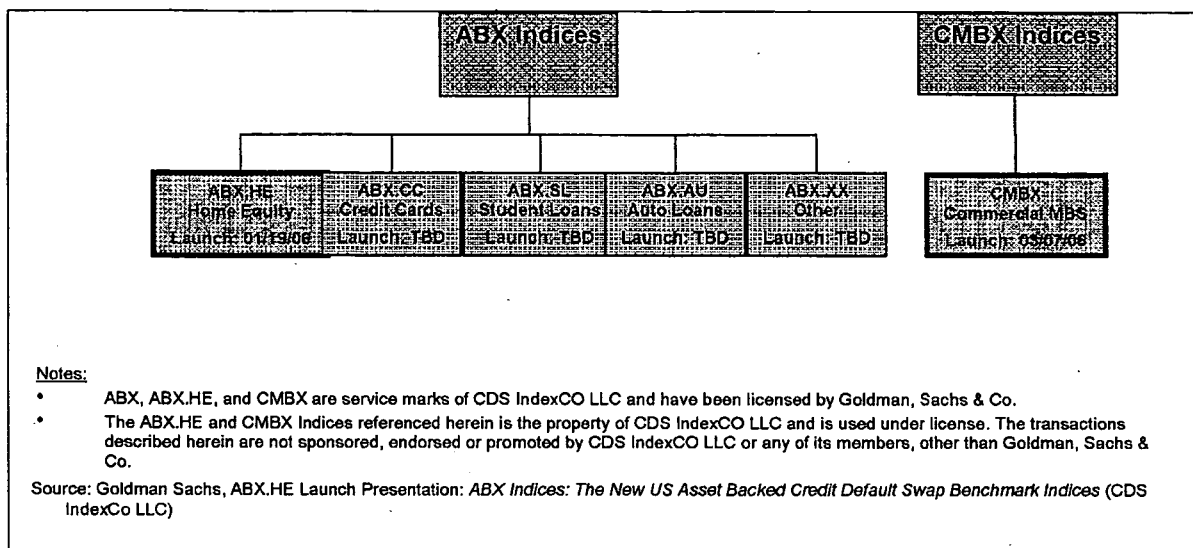 ABX Indices
CMBX Indices
ABX.HE
Home Equity
Launch: 01/19/06
ABX.CC
Credit Cards
Launch: TBD
ABX.SL
Student Loans
Launch: TBD
ABX.AU
Auto Loans
Launch: TBD
ABX.XX
Other
Launch: TBD
CMBX
Commercial MBS
Launch: 03/07/06
Notes:
• ABX, ABX.HE, and CMBX are service marks of CDS IndexCO LLC and have been licensed by Goldman, Sachs & Co.
• The ABX.HE and CMBX Indices referenced herein is the property of CDS IndexCO LLC and is used under license. The transactions
described herein are not sponsored, endorsed or promoted by CDS IndexCO LLC or any of its members, other than Goldman, Sachs &
Co.
Source: Goldman Sachs, ABX.HE Launch Presentation: ABX Indices: The New US Asset Backed Credit Default Swap Benchmark Indices (CDS
IndexCo LLC)